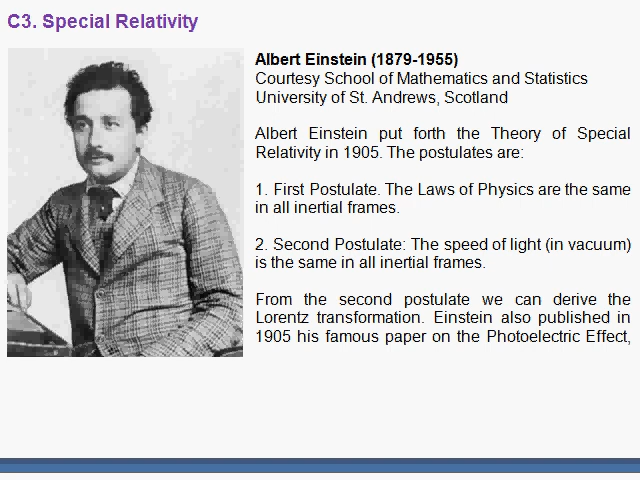 C3. Special Relativity
Albert Einstein (1879-1955)
Courtesy School of Mathematics and Statistics
University of St. Andrews, Scotland
Albert Einstein put forth the Theory of Special
Relativity in 1905. The postulates are:
1. First Postulate. The Laws of Physics are the same
in all inertial frames.
2. Second Postulate: The speed of light (in vacuum)
is the same in all inertial frames.
From the second postulate we can derive the
Lorentz transformation. Einstein also published in
1905 his famous paper on the Photoelectric Effect,